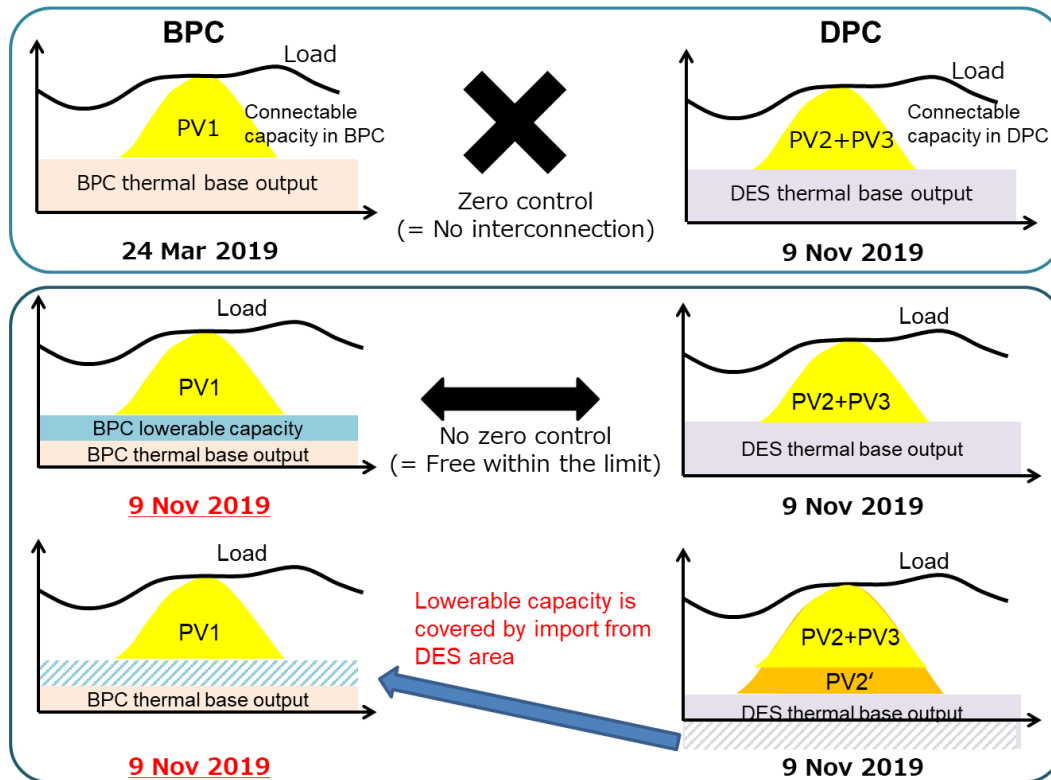 BPC
DPC
Load
Load
PV1
Connectable
capacity in BPC
PV2+PV3
Connectable
capacity in DPC
BPC thermal base output
DES thermal base output
Zero control
(= No interconnection)
24 Mar 2019
9 Nov 2019
Load
Load
PV1
PV2+PV3
BPC lowerable capacity
BPC thermal base output
No zero control
(= Free within the limit)
DES thermal base output
9 Nov 2019
9 Nov 2019
Load
Load
PV1
Lowerable capacity is
covered by import from
DES area
PV2+PV3
PV2‘
BPC thermal base output
DES thermal base output
9 Nov 2019
9 Nov 2019